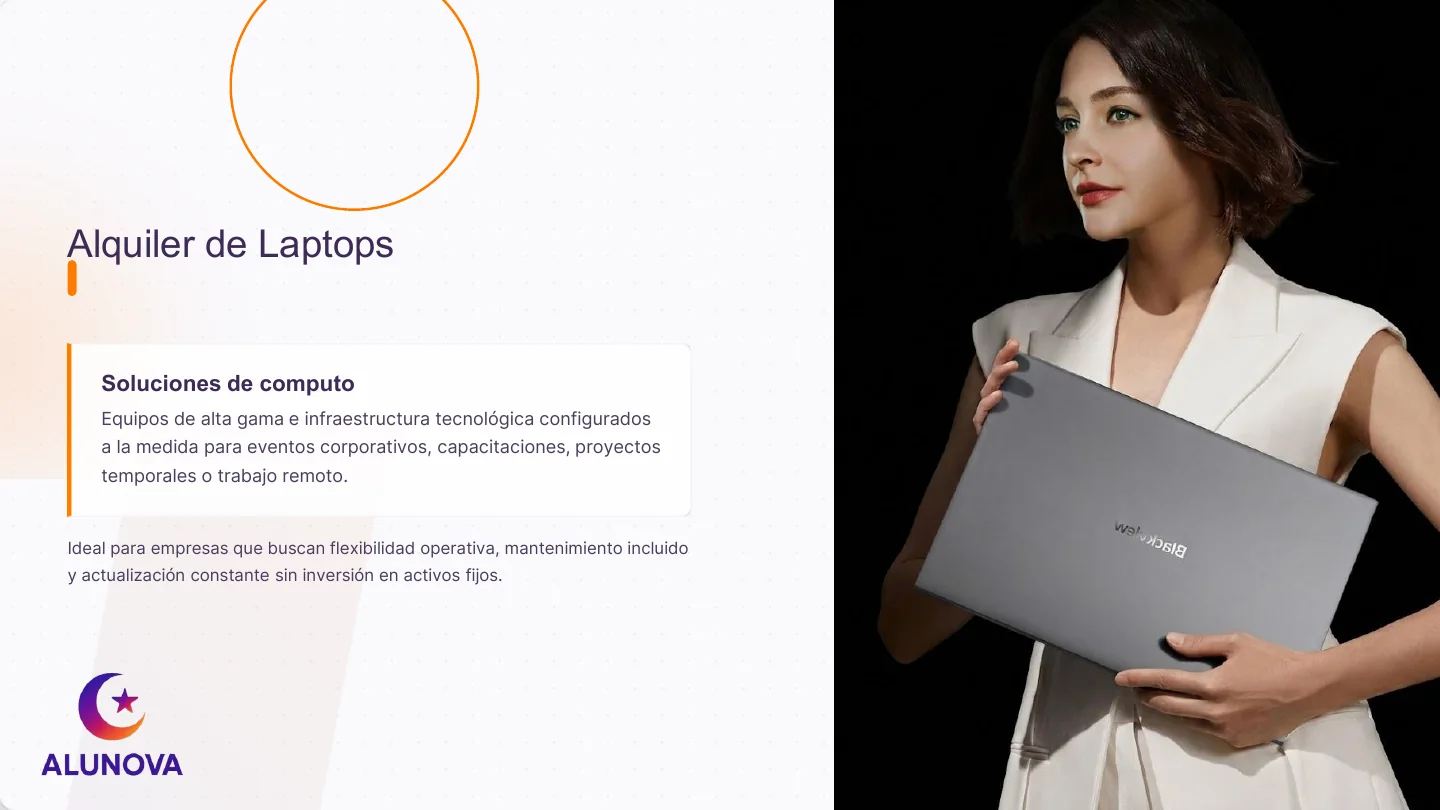 Alquiler de Laptops
Soluciones de computo
Equipos de alta gama e infraestructura tecnológica configurados
a la medida para eventos corporativos, capacitaciones, proyectos
temporales o trabajo remoto.
Ideal para empresas que buscan flexibilidad operativa, mantenimiento incluido
y actualización constante sin inversión en activos fijos.
ALUNOVA
Blackview